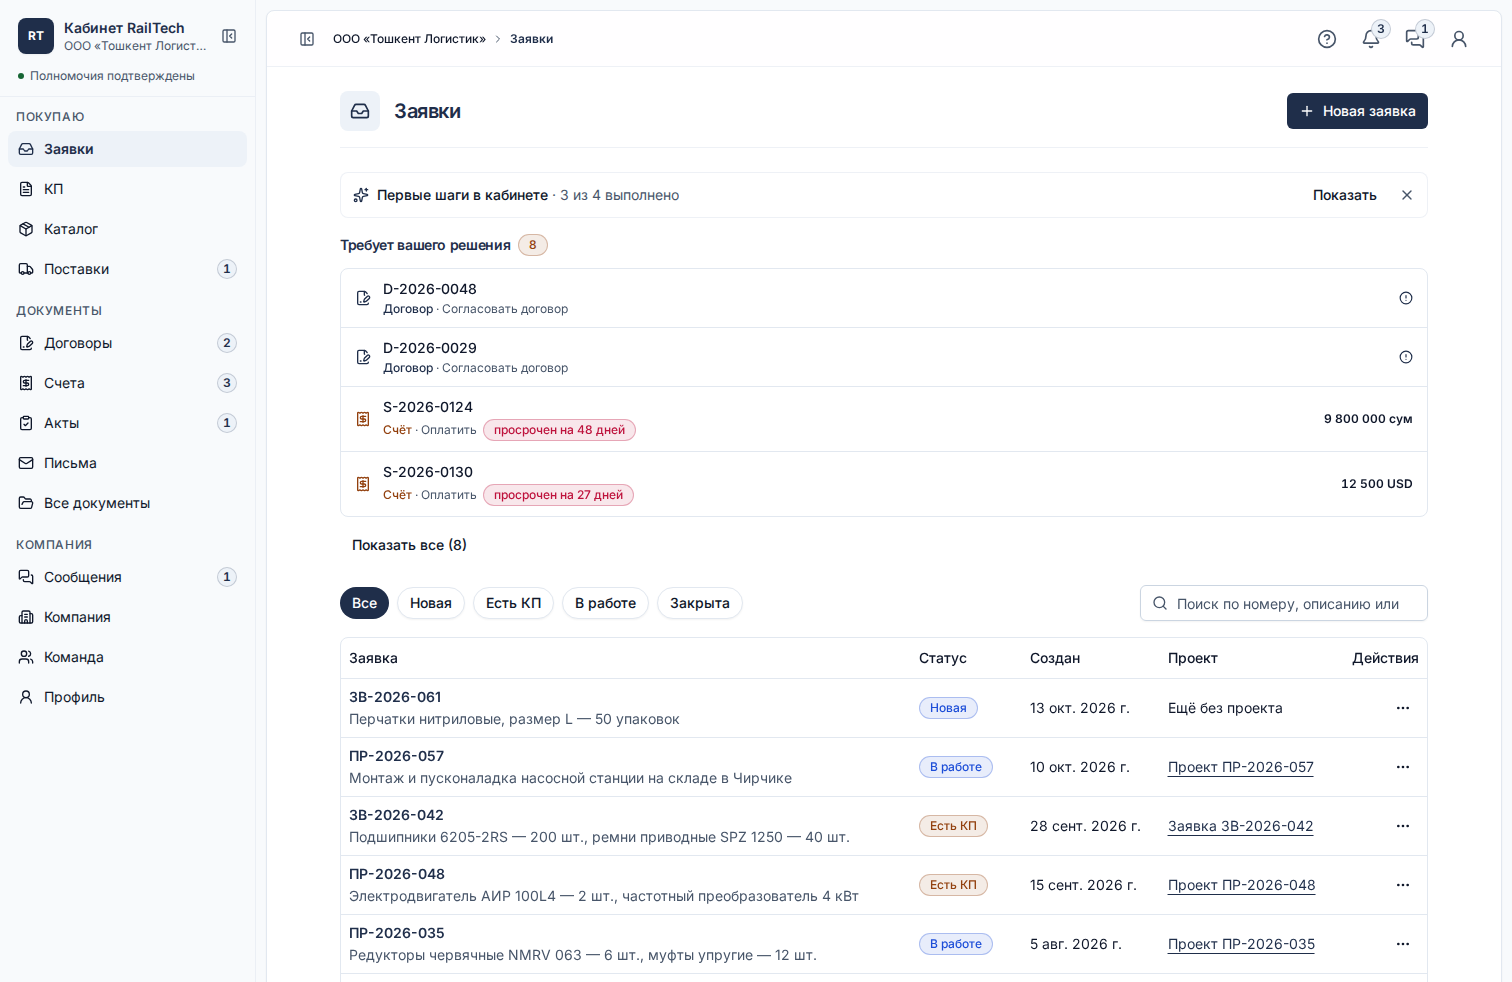 RT
Кабинет RailTech
ООО «Тошкент Логист...
Полномочия подтверждены
ПОКУПАЮ
Заявки
КП
Каталог
Поставки 1
ДОКУМЕНТЫ
Договоры 2
Счета 3
Акты 1
Письма
Все документы
КОМПАНИЯ
Сообщения 1
Компания
Команда
Профиль
ООО «Тошкент Логистик» > Заявки
3
1
Заявки
+ Новая заявка
Первые шаги в кабинете · 3 из 4 выполнено
Показать
Требует вашего решения 8
D-2026-0048
Договор · Согласовать договор
D-2026-0029
Договор · Согласовать договор
S-2026-0124
Счёт · Оплатить просрочен на 48 дней
9 800 000 сум
S-2026-0130
Счёт · Оплатить просрочен на 27 дней
12 500 USD
Показать все (8)
Все Новая Есть КП В работе Закрыта
Поиск по номеру, описанию или
Заявка Статус Создан Проект Действия
ЗВ-2026-061
Перчатки нитриловые, размер L — 50 упаковок
Новая 13 окт. 2026 г. Ещё без проекта
ПР-2026-057
Монтаж и пусконаладка насосной станции на складе в Чирчике
В работе 10 окт. 2026 г. Проект ПР-2026-057
ЗВ-2026-042
Подшипники 6205-2RS — 200 шт., ремни приводные SPZ 1250 — 40 шт.
Есть КП 28 сент. 2026 г. Заявка ЗВ-2026-042
ПР-2026-048
Электродвигатель АИР 100L4 — 2 шт., частотный преобразователь 4 кВт
Есть КП 15 сент. 2026 г. Проект ПР-2026-048
ПР-2026-035
Редукторы червячные NMRV 063 — 6 шт., муфты упругие — 12 шт.
В работе 5 авг. 2026 г. Проект ПР-2026-035